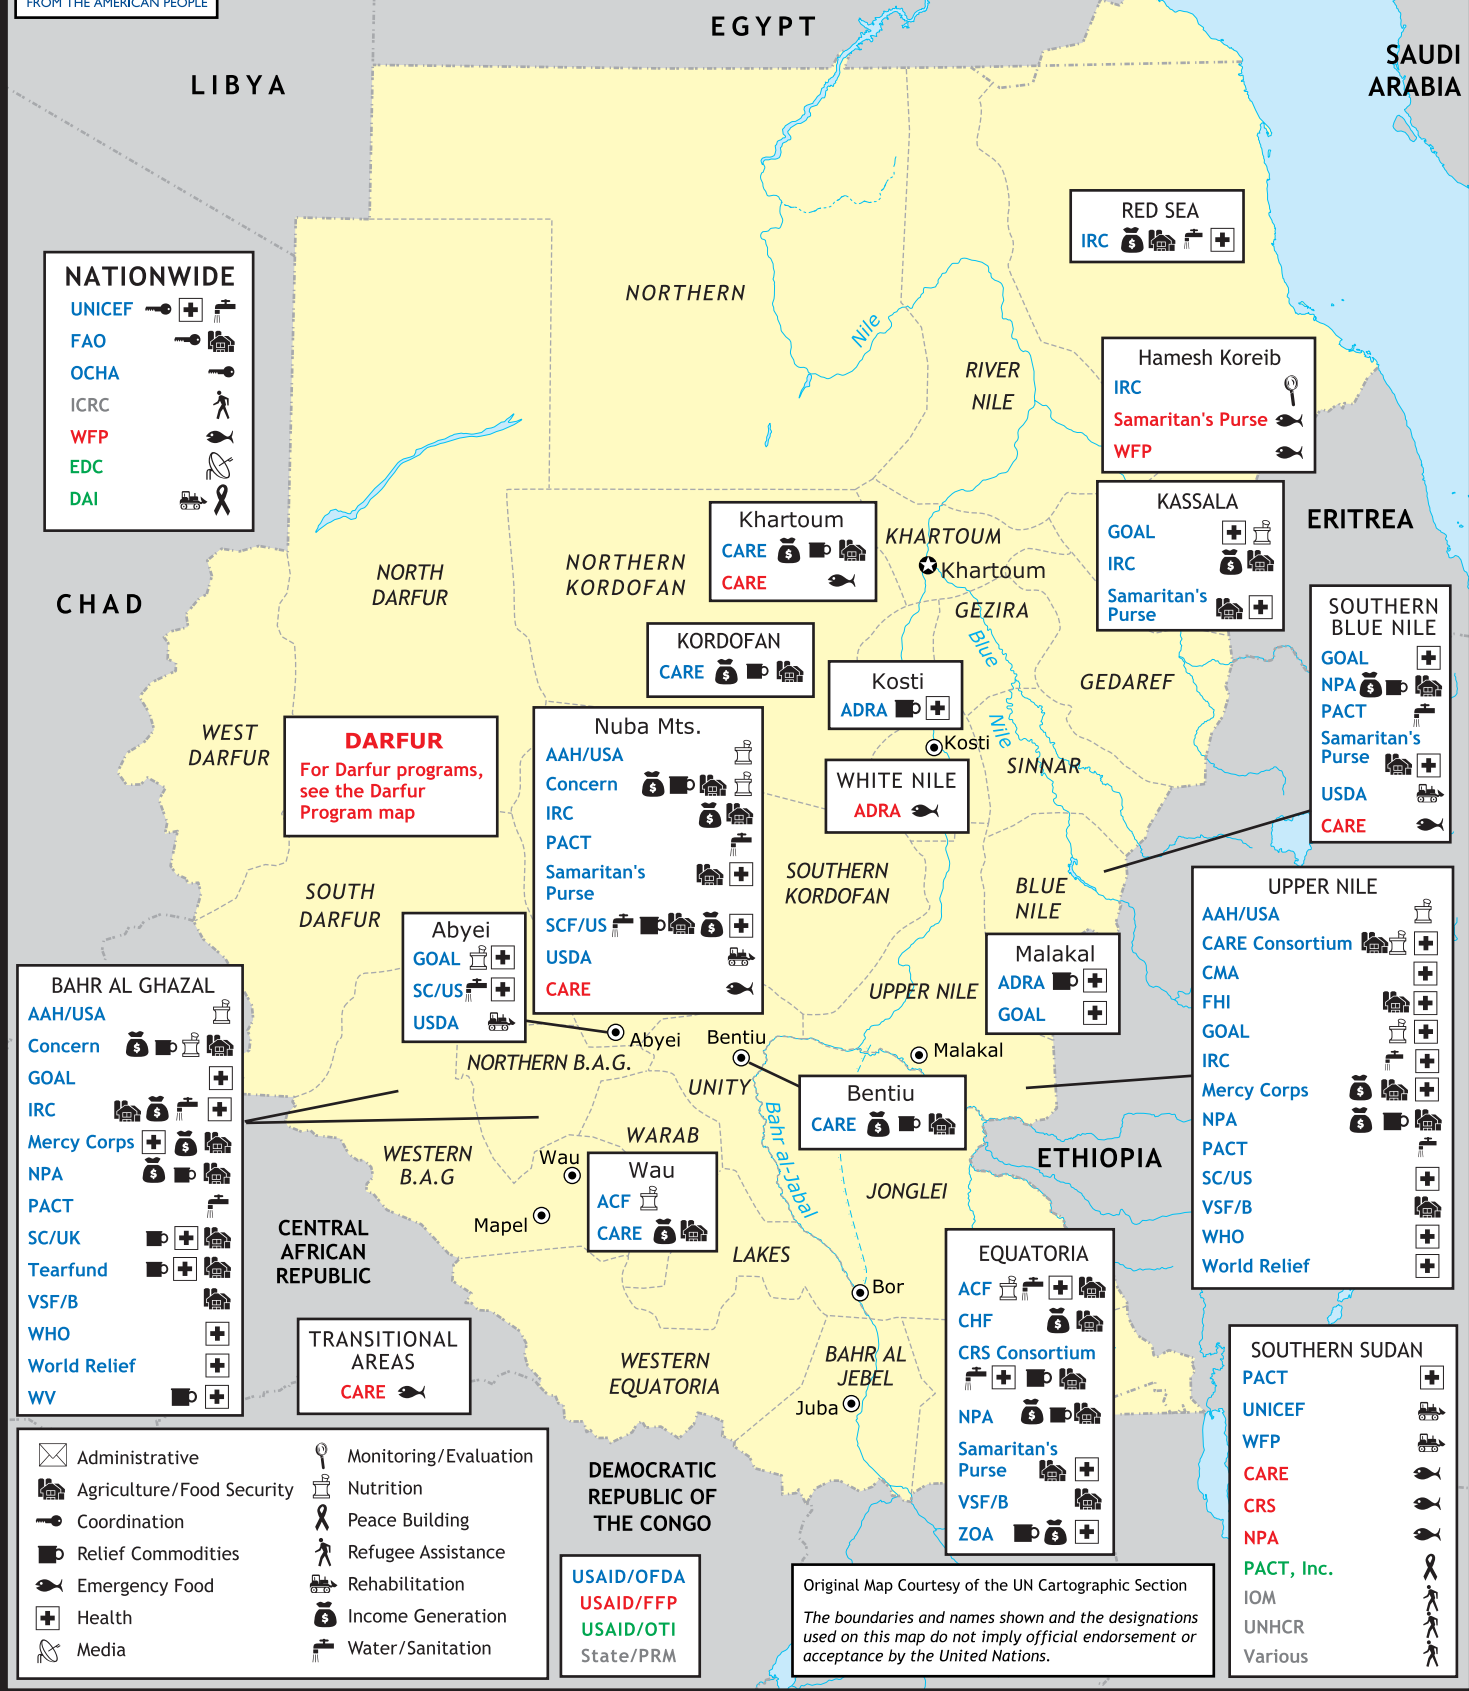 FROM THE AMERICAN PEOPLE
EGYPT
LIBYA
SAUDI
ARABIA
RED SEA
IRC
NATIONWIDE
UNICEF
FAO
OCHA
ICRC
WFP
EDC
DAI
NORTHERN
Nile
RIVER
NILE
Hamesh Koreib
IRC
Samaritan's Purse
WFP
KASSALA
GOAL
IRC
Samaritan's
Purse
ERITREA
Khartoum
CARE
CARE
KHARTOUM
Khartoum
NORTHERN
KORDOFAN
NORTH
DARFUR
CHAD
GEZIRA
Blue
Nile
GEDAREF
SOUTHERN
BLUE NILE
GOAL
NPA
PACT
Samaritan's
Purse
USDA
CARE
KORDOFAN
CARE
Kosti
ADRA
Kosti
WHITE NILE
ADRA
SINNAR
WEST
DARFUR
DARFUR
For Darfur programs,
see the Darfur
Program map
Nuba Mts.
AAH/USA
Concern
IRC
PACT
Samaritan's
Purse
SCF/US
USDA
CARE
SOUTHERN
KORDOFAN
BLUE
NILE
SOUTH
DARFUR
Abyei
GOAL
SC/US
USDA
Abyei
UPPER NILE
AAH/USA
CARE Consortium
CMA
FHI
GOAL
IRC
Mercy Corps
NPA
PACT
SC/US
VSF/B
WHO
World Relief
Malakal
ADRA
GOAL
UPPER NILE
Malakal
BAHR AL GHAZAL
AAH/USA
Concern
GOAL
IRC
Mercy Corps
NPA
PACT
SC/UK
Tearfund
VSF/B
WHO
World Relief
WV
NORTHERN B.A.G.
Bentiu
UNITY
Bentiu
CARE
Bahr al-Jabal
WARAB
WESTERN
B.A.G
Wau
Wau
ACF
CARE
Mapel
ETHIOPIA
JONGLEI
LAKES
Bor
CENTRAL
AFRICAN
REPUBLIC
EQUATORIA
ACF
CHF
CRS Consortium
NPA
Samaritan's
Purse
VSF/B
ZOA
TRANSITIONAL
AREAS
CARE
WESTERN
EQUATORIA
BAHR AL
JEBEL
Juba
SOUTHERN SUDAN
PACT
UNICEF
WFP
CARE
CRS
NPA
PACT, Inc.
IOM
UNHCR
Various
DEMOCRATIC
REPUBLIC OF
THE CONGO
Administrative
Agriculture/Food Security
Coordination
Relief Commodities
Emergency Food
Health
Media
Monitoring/Evaluation
Nutrition
Peace Building
Refugee Assistance
Rehabilitation
Income Generation
Water/Sanitation
USAID/OFDA
USAID/FFP
USAID/OTI
State/PRM
Original Map Courtesy of the UN Cartographic Section
The boundaries and names shown and the designations
used on this map do not imply official endorsement or
acceptance by the United Nations.